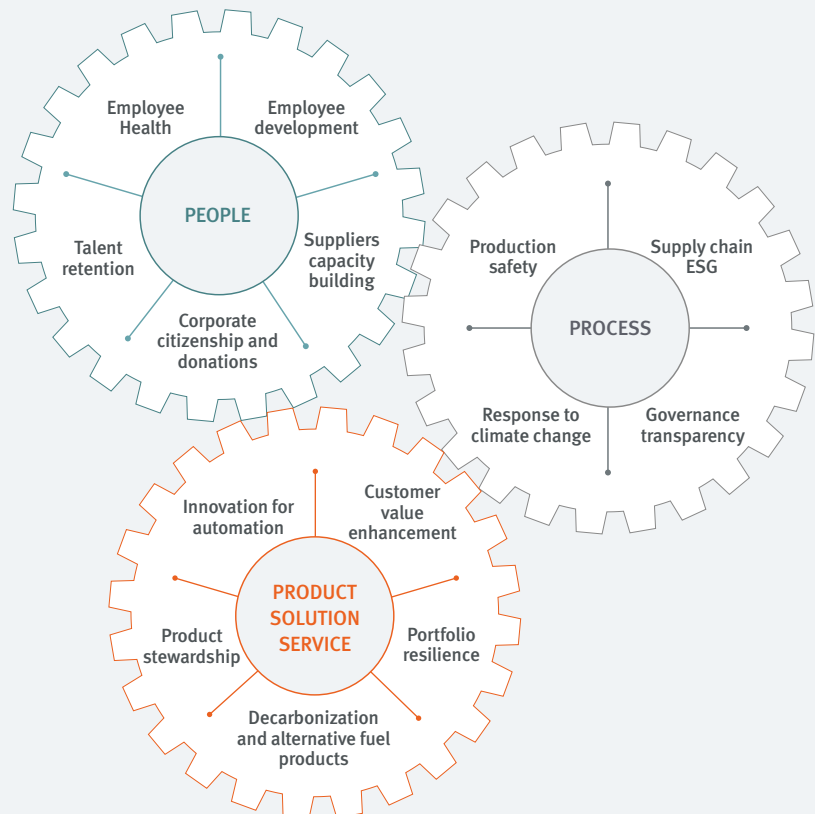 Employee
Health
Employee
development
PEOPLE
Talent
retention
Suppliers
capacity
building
Corporate
citizenship and
donations
Production
safety
Supply chain
ESG
PROCESS
Response to
climate change
Governance
transparency
Innovation for
automation
Customer
value
enhancement
PRODUCT
SOLUTION
SERVICE
Product
stewardship
Portfolio
resilience
Decarbonization
and alternative fuel
products